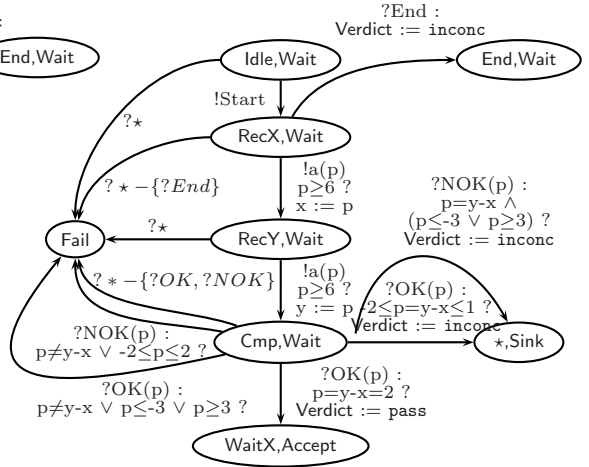 :
End,Wait
Idle,Wait
?End :
Verdict := inconc
End,Wait
!Start
?⋆
RecX,Wait
? ⋆ −{?End}
!a(p)
p≥6 ?
x := p
?NOK(p) :
p=y-x ∧
(p≤-3 ∨ p≥3) ?
Verdict := inconc
?⋆
Fail
RecY,Wait
? ∗ −{?OK, ?NOK}
!a(p)
p≥6 ?
y := p
?OK(p) :
-2≤p=y-x≤1 ?
Verdict := inconc
?NOK(p) :
p≠y-x ∨ -2≤p≤2 ?
Cmp,Wait
⋆,Sink
?OK(p) :
p≠y-x ∨ p≤-3 ∨ p≥3 ?
?OK(p) :
p=y-x=2 ?
Verdict := pass
WaitX,Accept